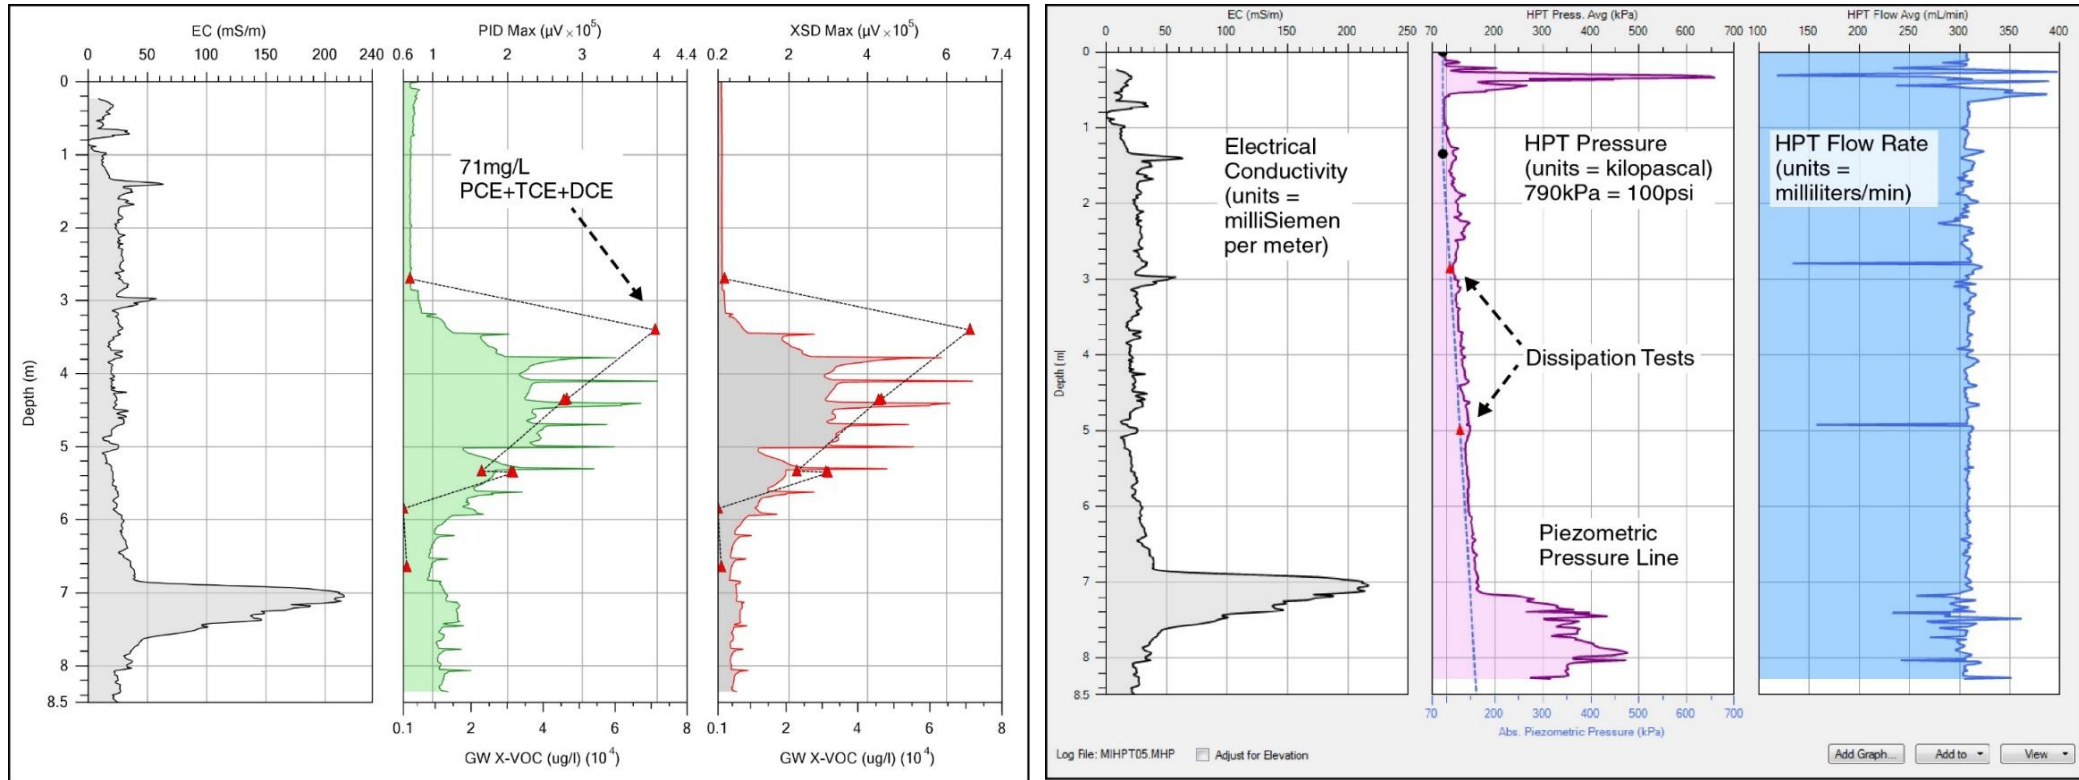 EC (mS/m)
0 50 100 150 200 240
PID Max (µV×10⁵)
0.6 1 2 3 4 4.4
XSD Max (µV×10⁵)
0.2 2 4 6 7.4
Depth (m)
0
1
2
3
4
5
6
7
8
8.5
71mg/L
PCE+TCE+DCE
0.1 2 4 6 8
GW X-VOC (ug/l) (10⁴)
0.1 2 4 6 8
GW X-VOC (ug/l) (10⁴)
EC (mS/m)
0 50 100 150 200 250
HPT Press. Avg (kPa)
70 200 300 400 500 600 700
HPT Flow Avg (mL/min)
100 150 200 250 300 350 400
Depth [m]
0
1
2
3
4
5
6
7
8
8.5
Electrical
Conductivity
(units =
milliSiemen
per meter)
HPT Pressure
(units = kilopascal)
790kPa = 100psi
HPT Flow Rate
(units =
milliliters/min)
Dissipation Tests
Piezometric
Pressure Line
70 200 300 400 500 600 700
Abs. Piezometric Pressure (kPa)
Log File: MIHPT05.MHP
Adjust for Elevation
Add Graph...
Add to
View